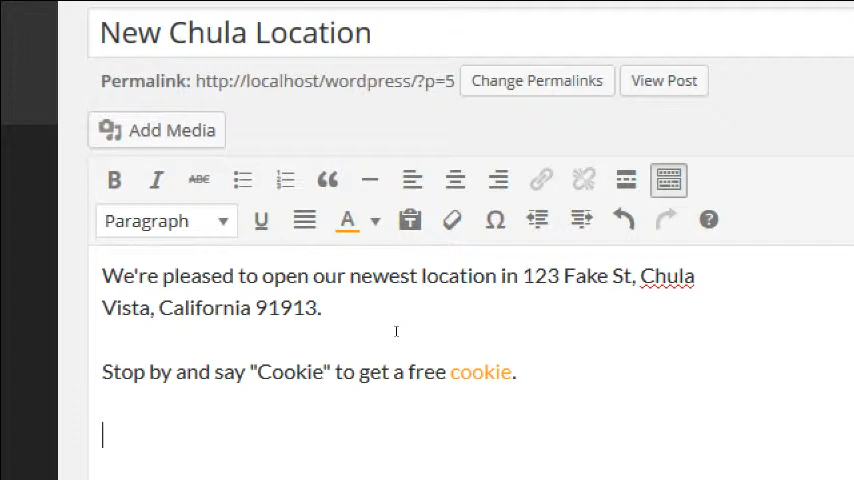 New Chula Location
Permalink: http://localhost/wordpress/?p=5 Change Permalinks View Post
Add Media
B I ABC
Paragraph U A Ω ?
We're pleased to open our newest location in 123 Fake St, Chula
Vista, California 91913.
Stop by and say "Cookie" to get a free cookie.